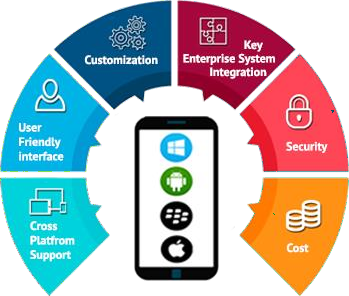 Customization
Key
Enterprise System
Integration
User
Friendly
interface
Security
Cross
Platfrom
Support
Cost